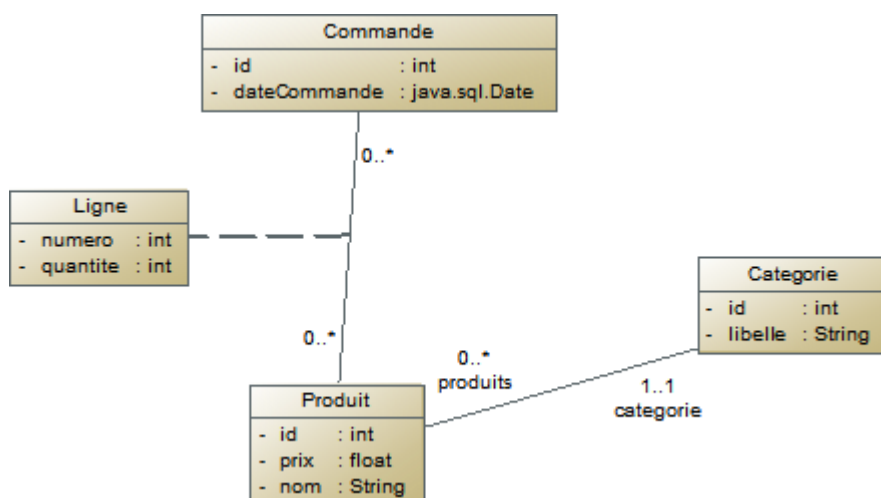 Commande
- id : int
- dateCommande : java.sql.Date
0..*
Ligne
- numero : int
- quantite : int
Categorie
- id : int
- libelle : String
0..*
0..*
produits
1..1
categorie
Produit
- id : int
- prix : float
- nom : String